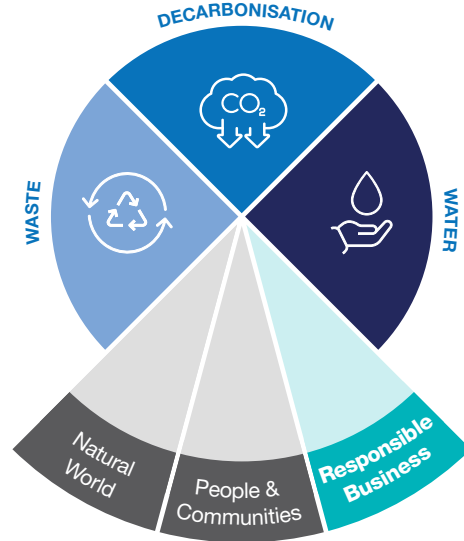 DECARBONISATION
CO₂
WASTE
WATER
Natural
World
People &
Communities
Responsible
Business